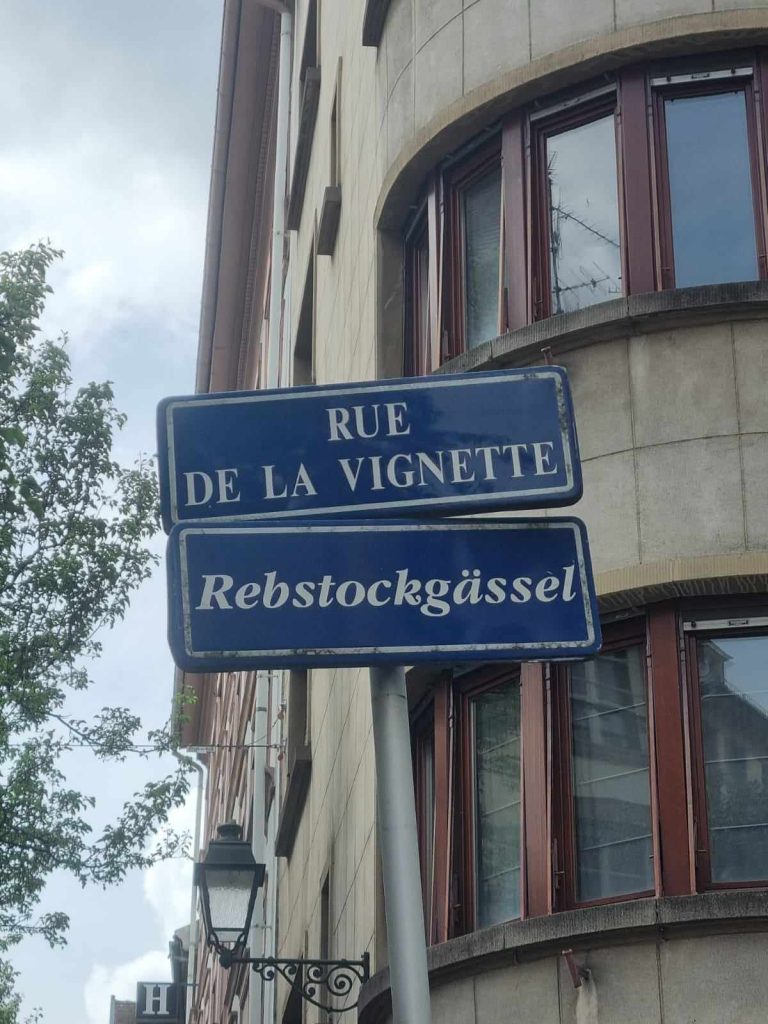 RUE
DE LA VIGNETTE
Rebstockgässel
H